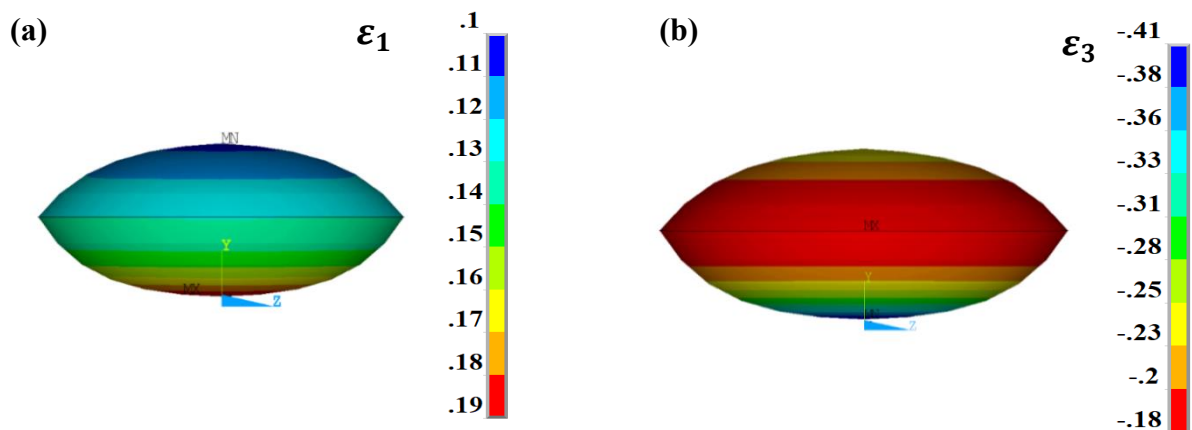 (a)
ε₁
.1
.11
.12
.13
.14
.15
.16
.17
.18
.19
MN
Y
MX
Z
(b)
ε₃
-.41
-.38
-.36
-.33
-.31
-.28
-.25
-.23
-.2
-.18
MX
Y
MN
Z